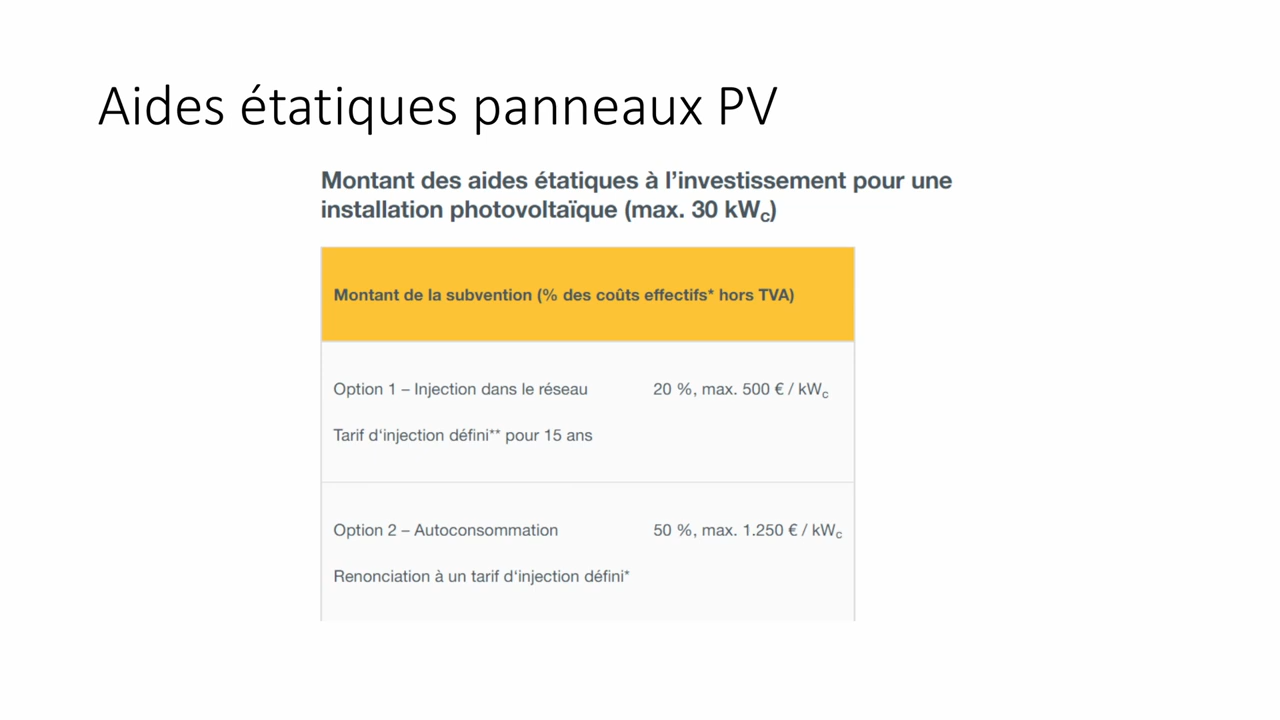 Aides étatiques panneaux PV
Montant des aides étatiques à l’investissement pour une
installation photovoltaïque (max. 30 kWc)
Montant de la subvention (% des coûts effectifs* hors TVA)
Option 1 – Injection dans le réseau 20 %, max. 500 € / kWc
Tarif d‘injection défini** pour 15 ans
Option 2 – Autoconsommation 50 %, max. 1.250 € / kWc
Renonciation à un tarif d‘injection défini*